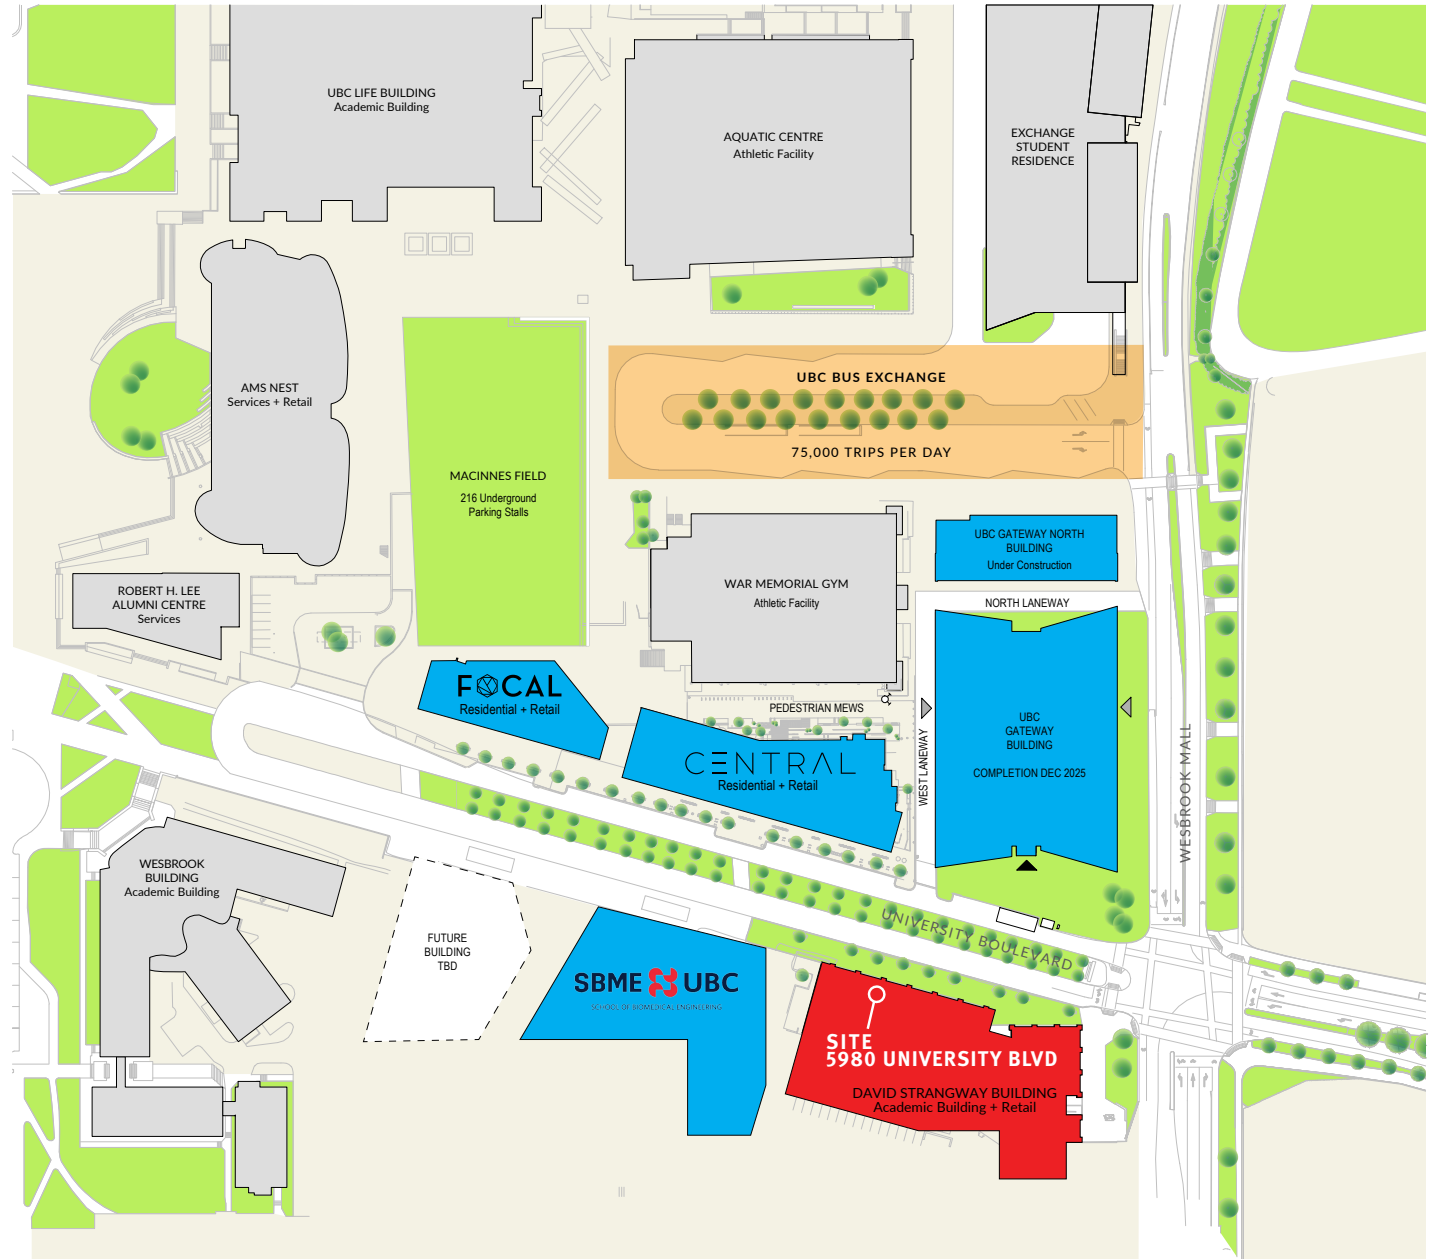 UBC LIFE BUILDING
Academic Building
AQUATIC CENTRE
Athletic Facility
EXCHANGE
STUDENT
RESIDENCE
AMS NEST
Services + Retail
UBC BUS EXCHANGE
75,000 TRIPS PER DAY
MACINNES FIELD
216 Underground
Parking Stalls
ROBERT H. LEE
ALUMNI CENTRE
Services
WAR MEMORIAL GYM
Athletic Facility
UBC GATEWAY NORTH
BUILDING
Under Construction
NORTH LANEWAY
FOCAL
Residential + Retail
PEDESTRIAN MEWS
CENTRAL
Residential + Retail
WEST LANEWAY
UBC
GATEWAY
BUILDING
COMPLETION DEC 2025
WESBROOK MALL
WESBROOK
BUILDING
Academic Building
FUTURE
BUILDING
TBD
UNIVERSITY BOULEVARD
SBME UBC
SCHOOL OF BIOMEDICAL ENGINEERING
SITE
5980 UNIVERSITY BLVD
DAVID STRANGWAY BUILDING
Academic Building + Retail